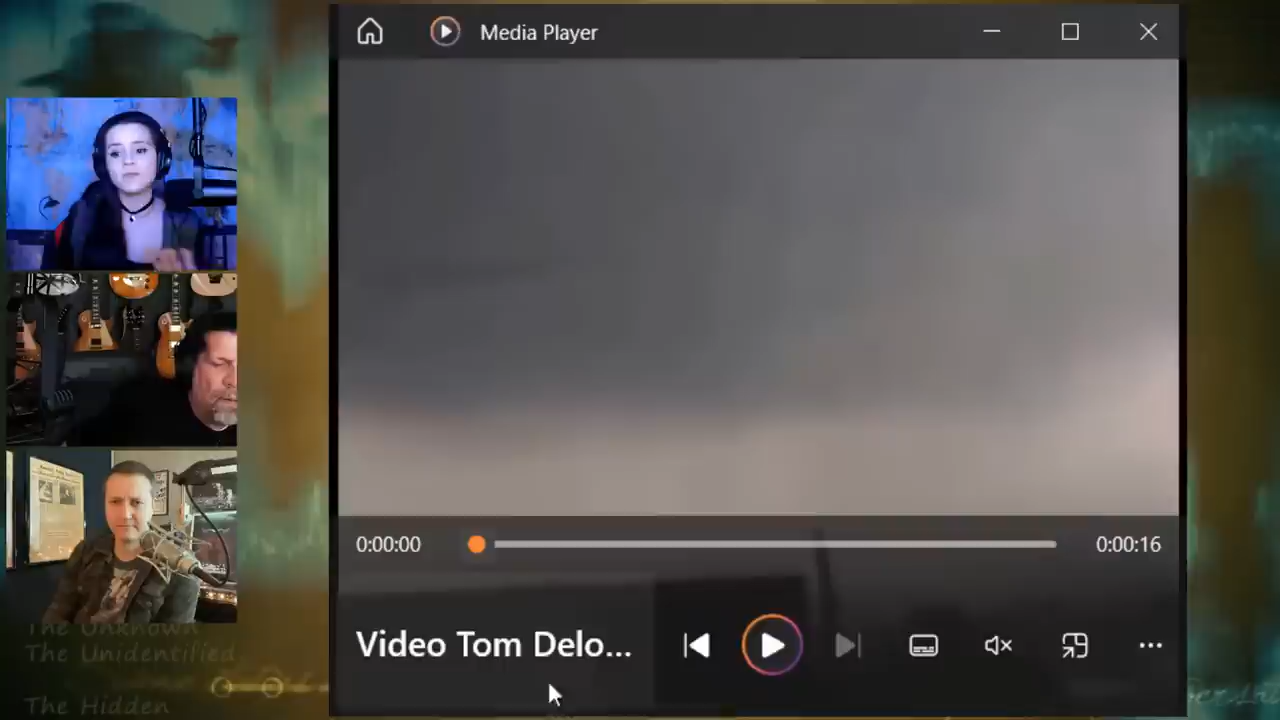 Media Player
0:00:00
0:00:16
Video Tom Delo...
The Unknown
The Unidentified
The Hidden